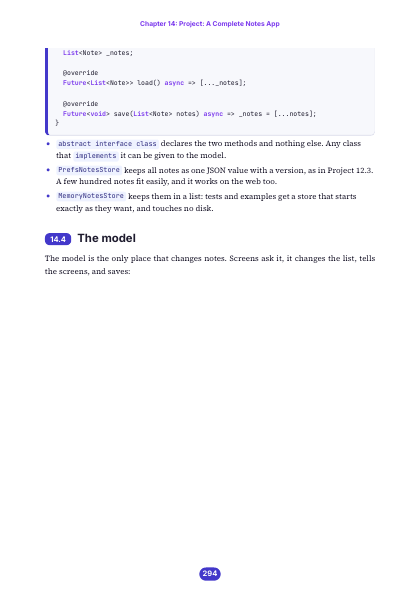 Chapter 14: Project: A Complete Notes App
List<Note> _notes;
@override
Future<List<Note>> load() async => [..._notes];
@override
Future<void> save(List<Note> notes) async => _notes = [...notes];
}
• abstract interface class declares the two methods and nothing else. Any class
that implements it can be given to the model.
• PrefsNotesStore keeps all notes as one JSON value with a version, as in Project 12.3.
A few hundred notes fit easily, and it works on the web too.
• MemoryNotesStore keeps them in a list: tests and examples get a store that starts
exactly as they want, and touches no disk.
14.4 The model
The model is the only place that changes notes. Screens ask it, it changes the list, tells
the screens, and saves:
294